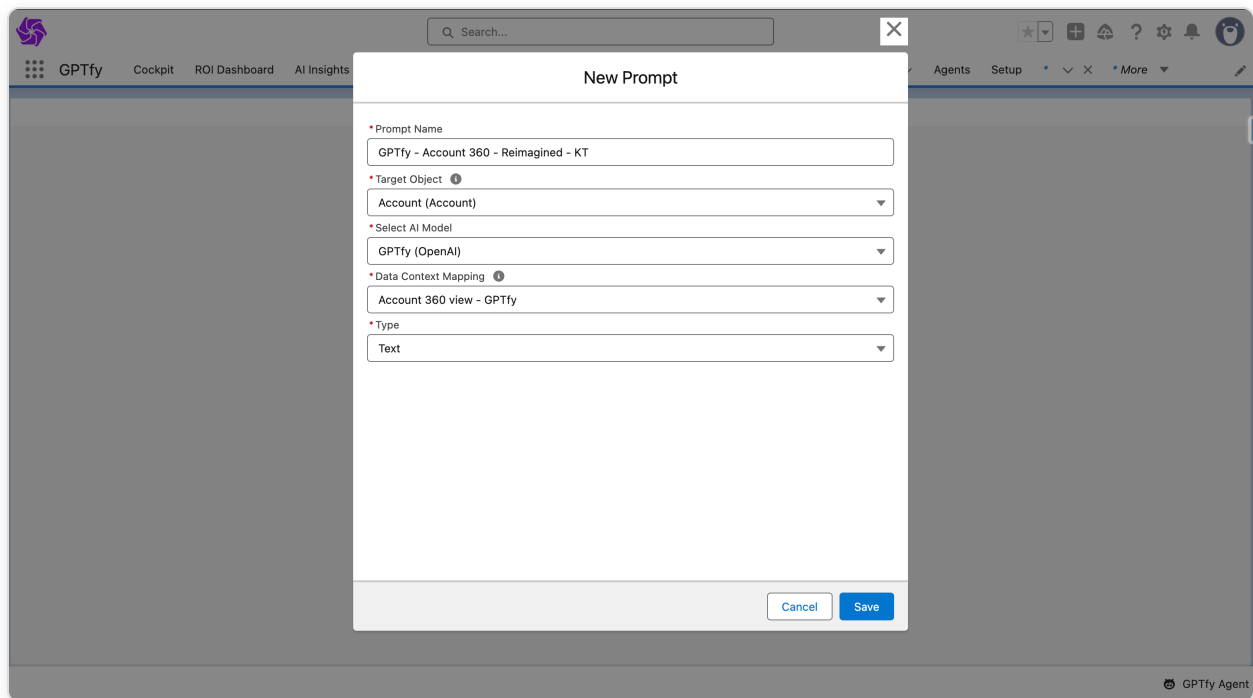 Search...
GPTfy
Cockpit
ROI Dashboard
AI Insights
Agents
Setup
*
* More
New Prompt
* Prompt Name
GPTfy - Account 360 - Reimagined - KT
* Target Object
Account (Account)
* Select AI Model
GPTfy (OpenAI)
* Data Context Mapping
Account 360 view - GPTfy
* Type
Text
Cancel
Save
GPTfy Agent